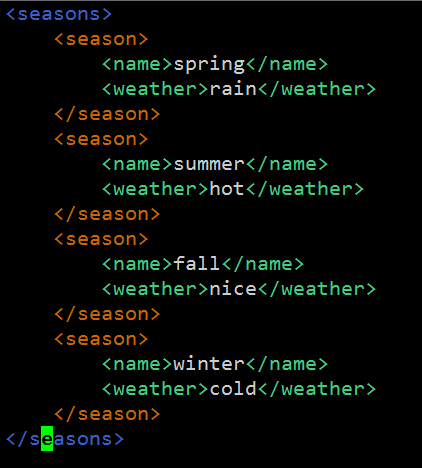 <seasons>
    <season>
        <name>spring</name>
        <weather>rain</weather>
    </season>
    <season>
        <name>summer</name>
        <weather>hot</weather>
    </season>
    <season>
        <name>fall</name>
        <weather>nice</weather>
    </season>
    <season>
        <name>winter</name>
        <weather>cold</weather>
    </season>
</seasons>